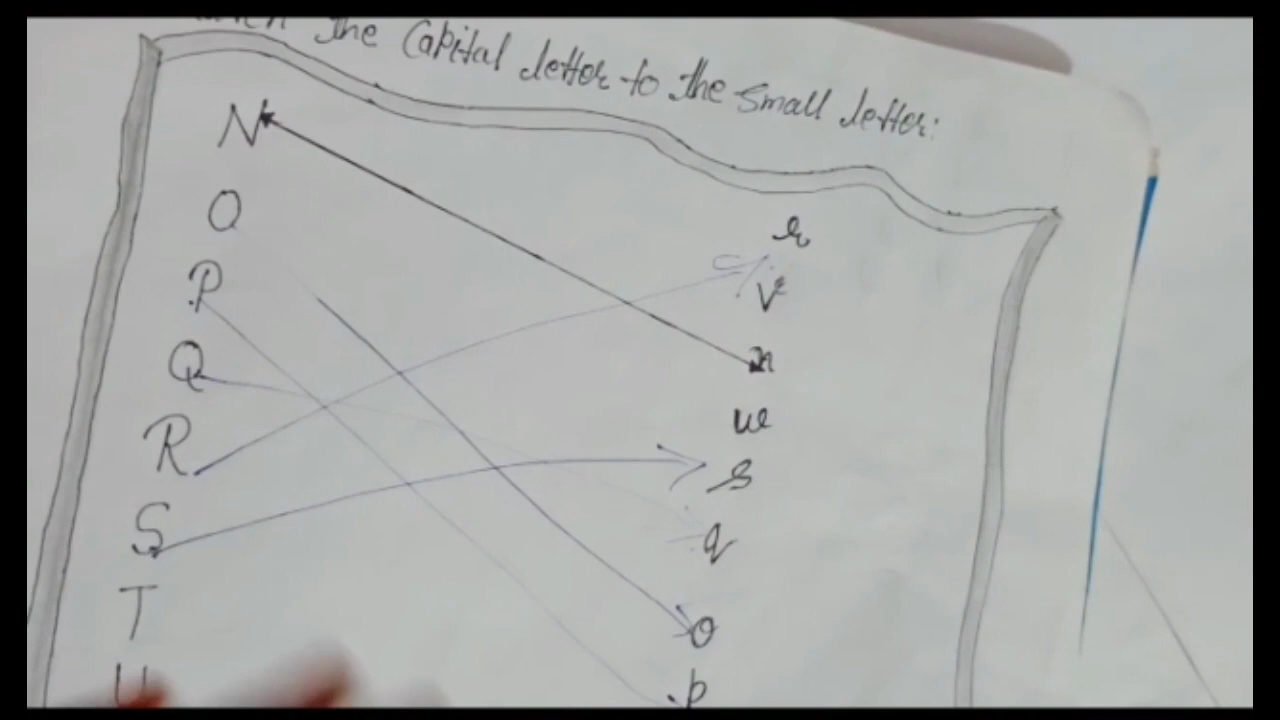 the Capital letter to the small letter:
N
O
P
Q
R
S
T
U
r
v
n
w
s
q
o
p